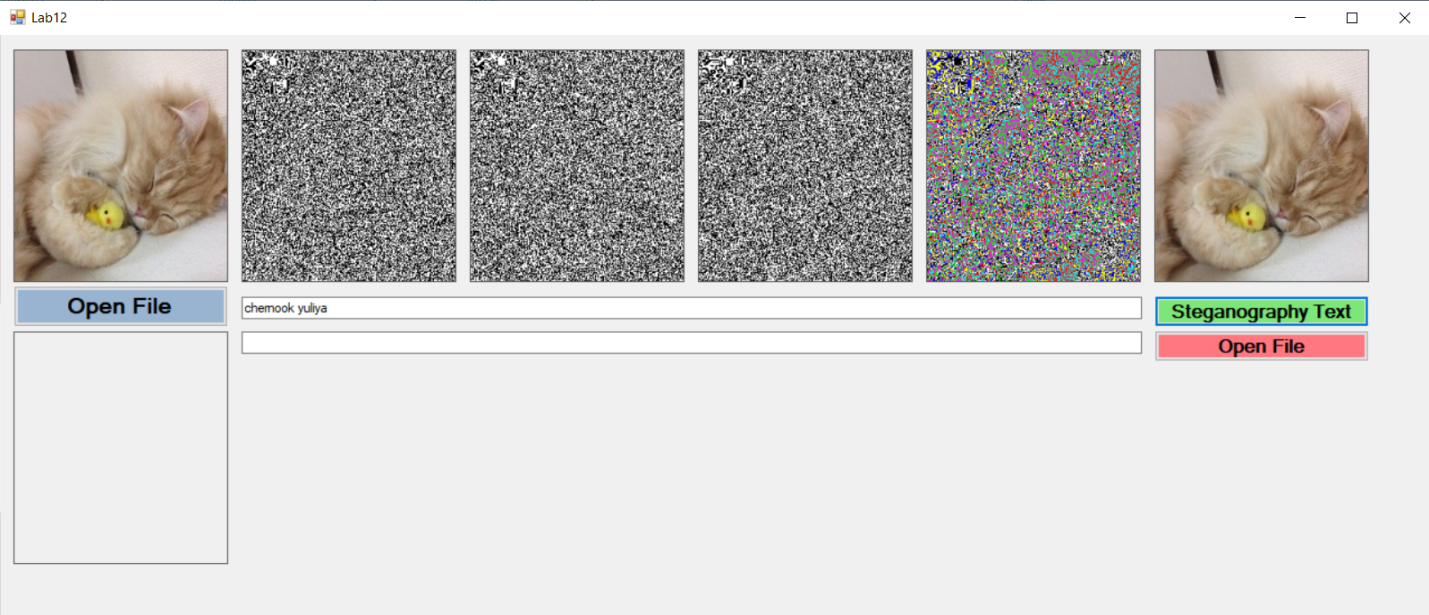 Lab12
Open File
chernook yuliya
Steganography Text
Open File